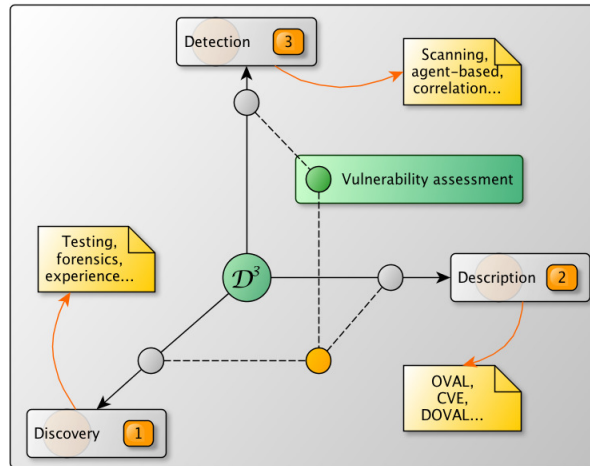 Detection 3
Scanning,
agent-based,
correlation...
Vulnerability assessment
Testing,
forensics,
experience...
D³
Description 2
OVAL,
CVE,
DOVAL...
Discovery 1